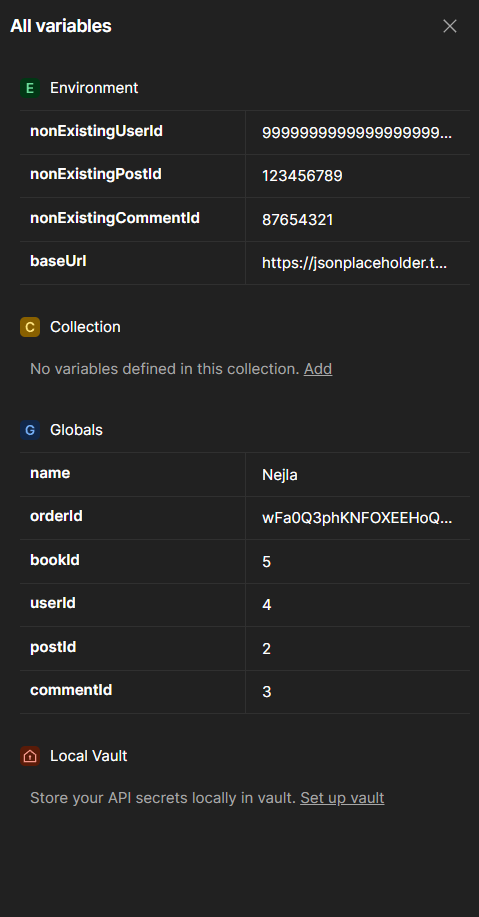 All variables
E Environment
nonExistingUserId 9999999999999999999...
nonExistingPostId 123456789
nonExistingCommentId 87654321
baseUrl https://jsonplaceholder.t...
C Collection
No variables defined in this collection. Add
G Globals
name Nejla
orderId wFa0Q3phKNFOXEEHoQ...
bookId 5
userId 4
postId 2
commentId 3
Local Vault
Store your API secrets locally in vault. Set up vault